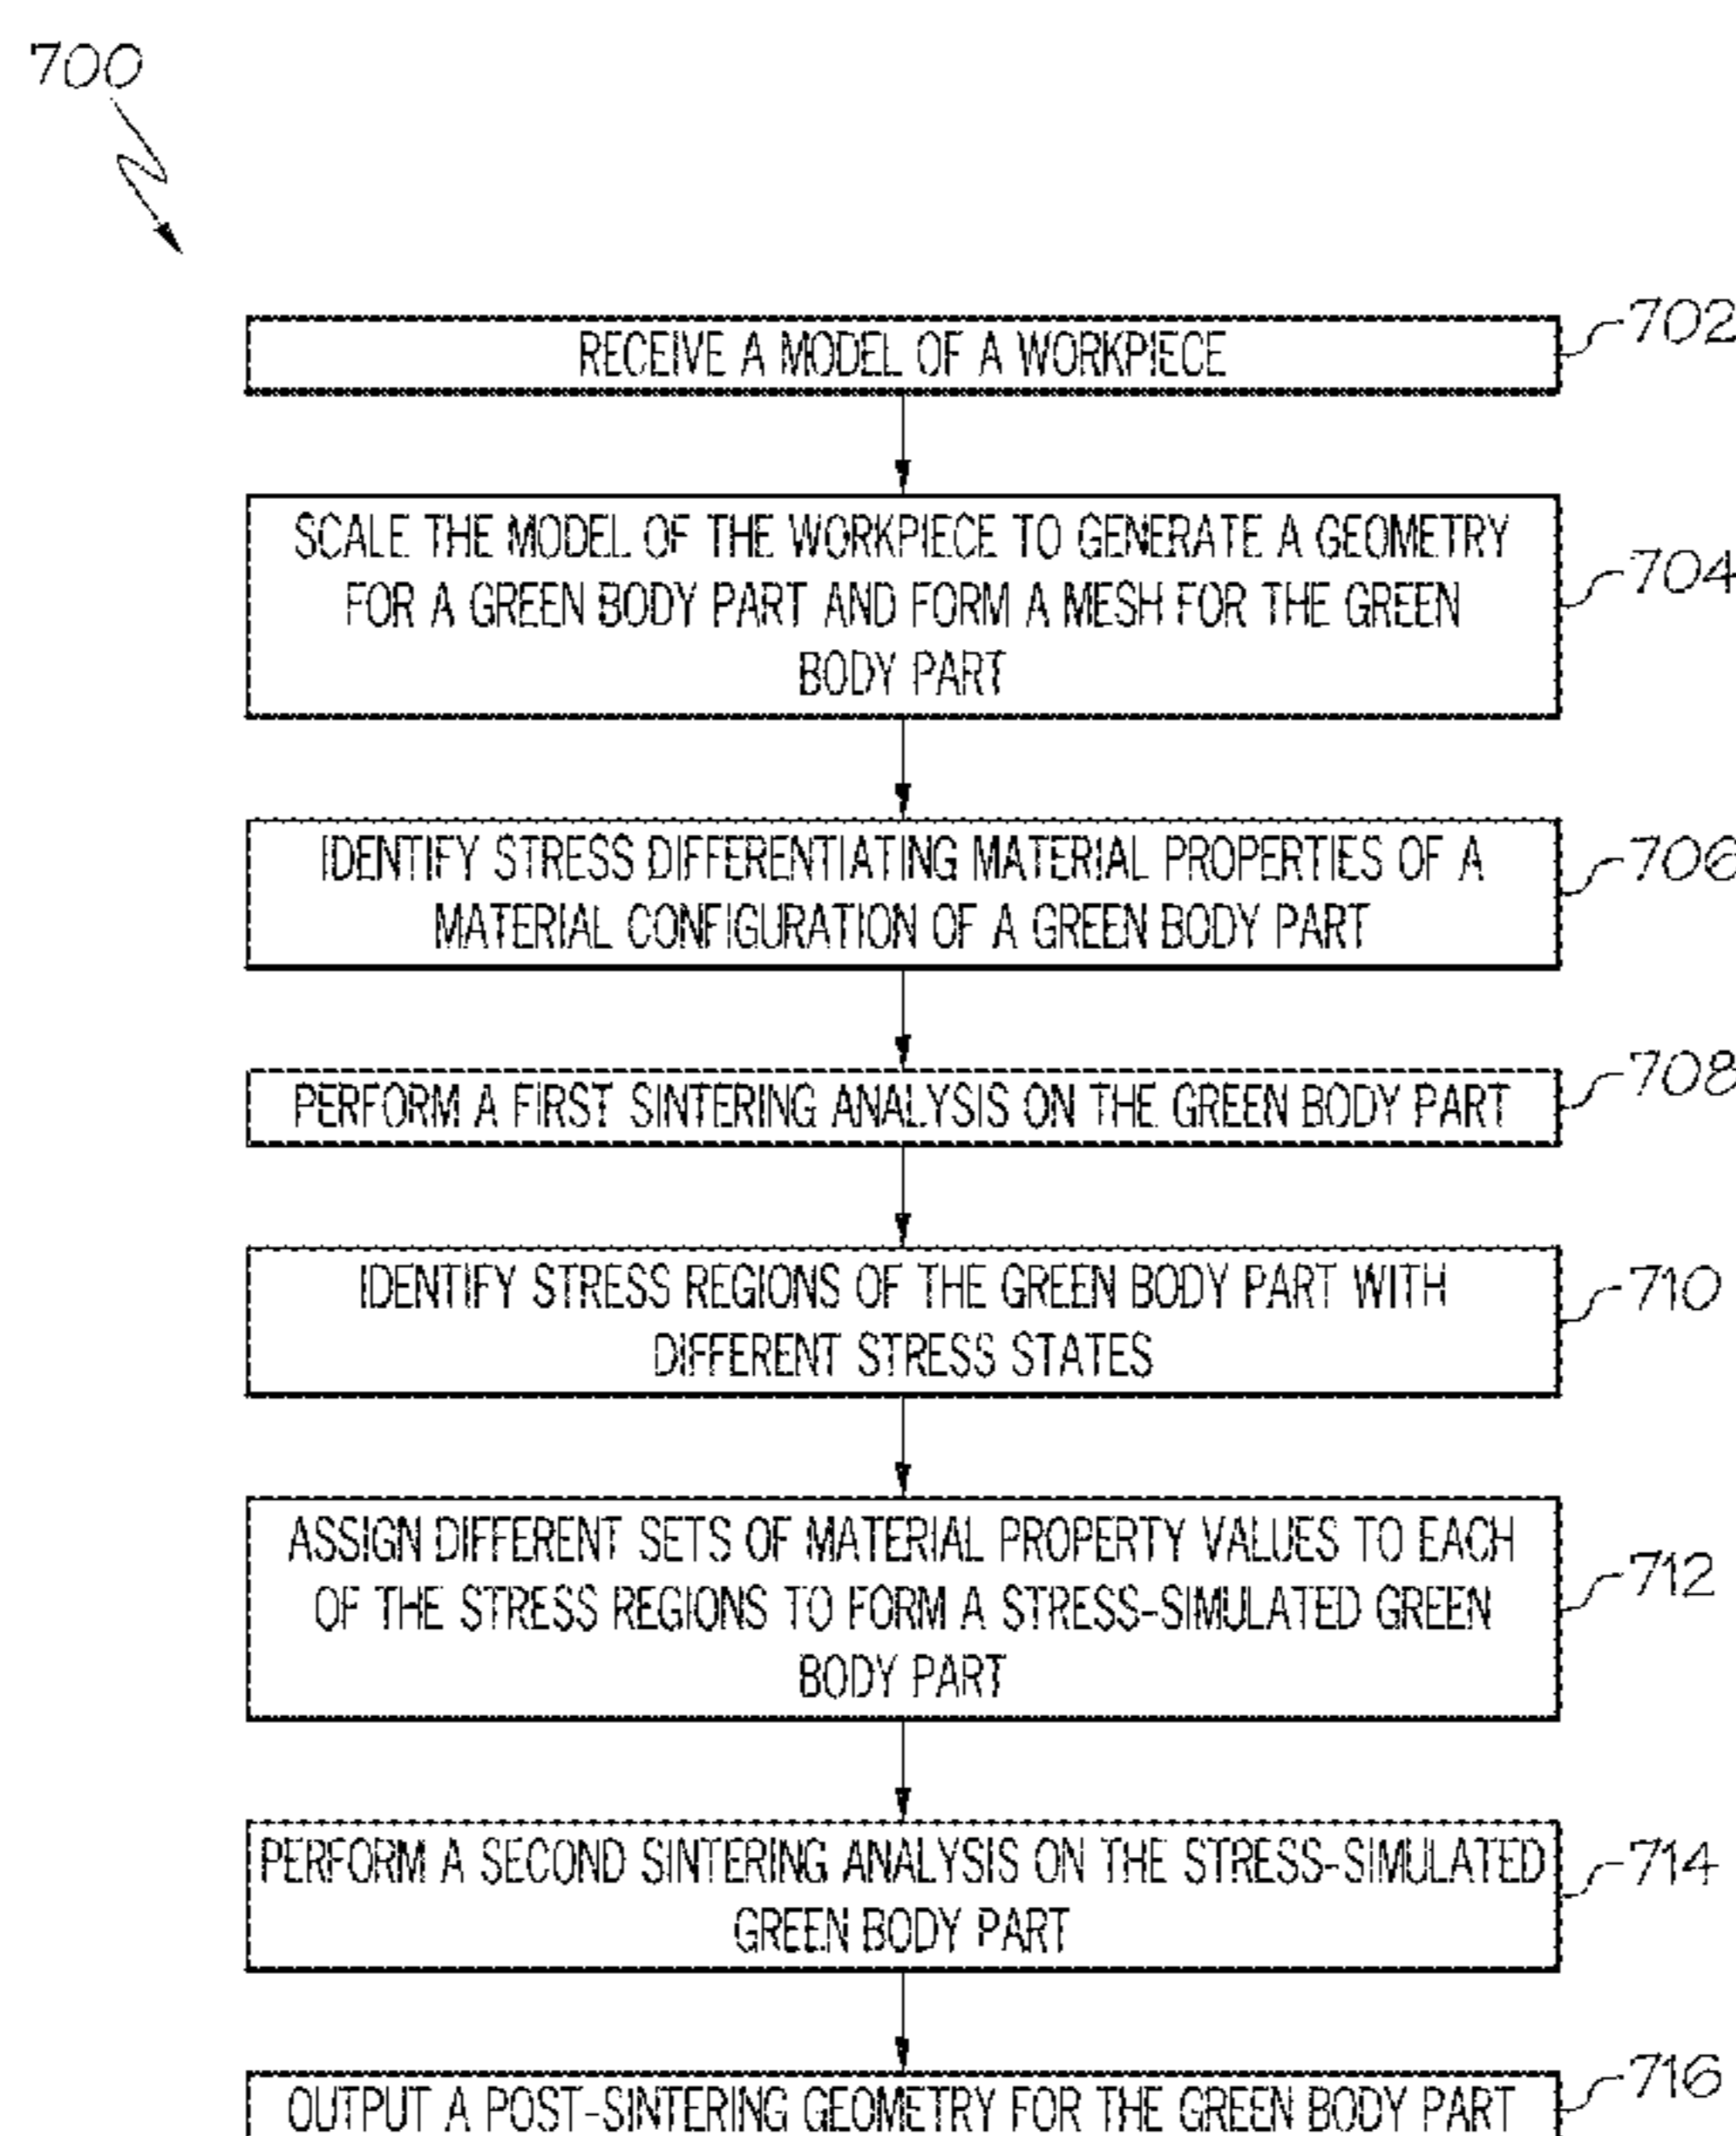 700
RECEIVE A MODEL OF A WORKPIECE
702
SCALE THE MODEL OF THE WORKPIECE TO GENERATE A GEOMETRY
FOR A GREEN BODY PART AND FORM A MESH FOR THE GREEN
BODY PART
704
IDENTIFY STRESS DIFFERENTIATING MATERIAL PROPERTIES OF A
MATERIAL CONFIGURATION OF A GREEN BODY PART
706
PERFORM A FIRST SINTERING ANALYSIS ON THE GREEN BODY PART
708
IDENTIFY STRESS REGIONS OF THE GREEN BODY PART WITH
DIFFERENT STRESS STATES
710
ASSIGN DIFFERENT SETS OF MATERIAL PROPERTY VALUES TO EACH
OF THE STRESS REGIONS TO FORM A STRESS-SIMULATED GREEN
BODY PART
712
PERFORM A SECOND SINTERING ANALYSIS ON THE STRESS-SIMULATED
GREEN BODY PART
714
OUTPUT A POST-SINTERING GEOMETRY FOR THE GREEN BODY PART
716